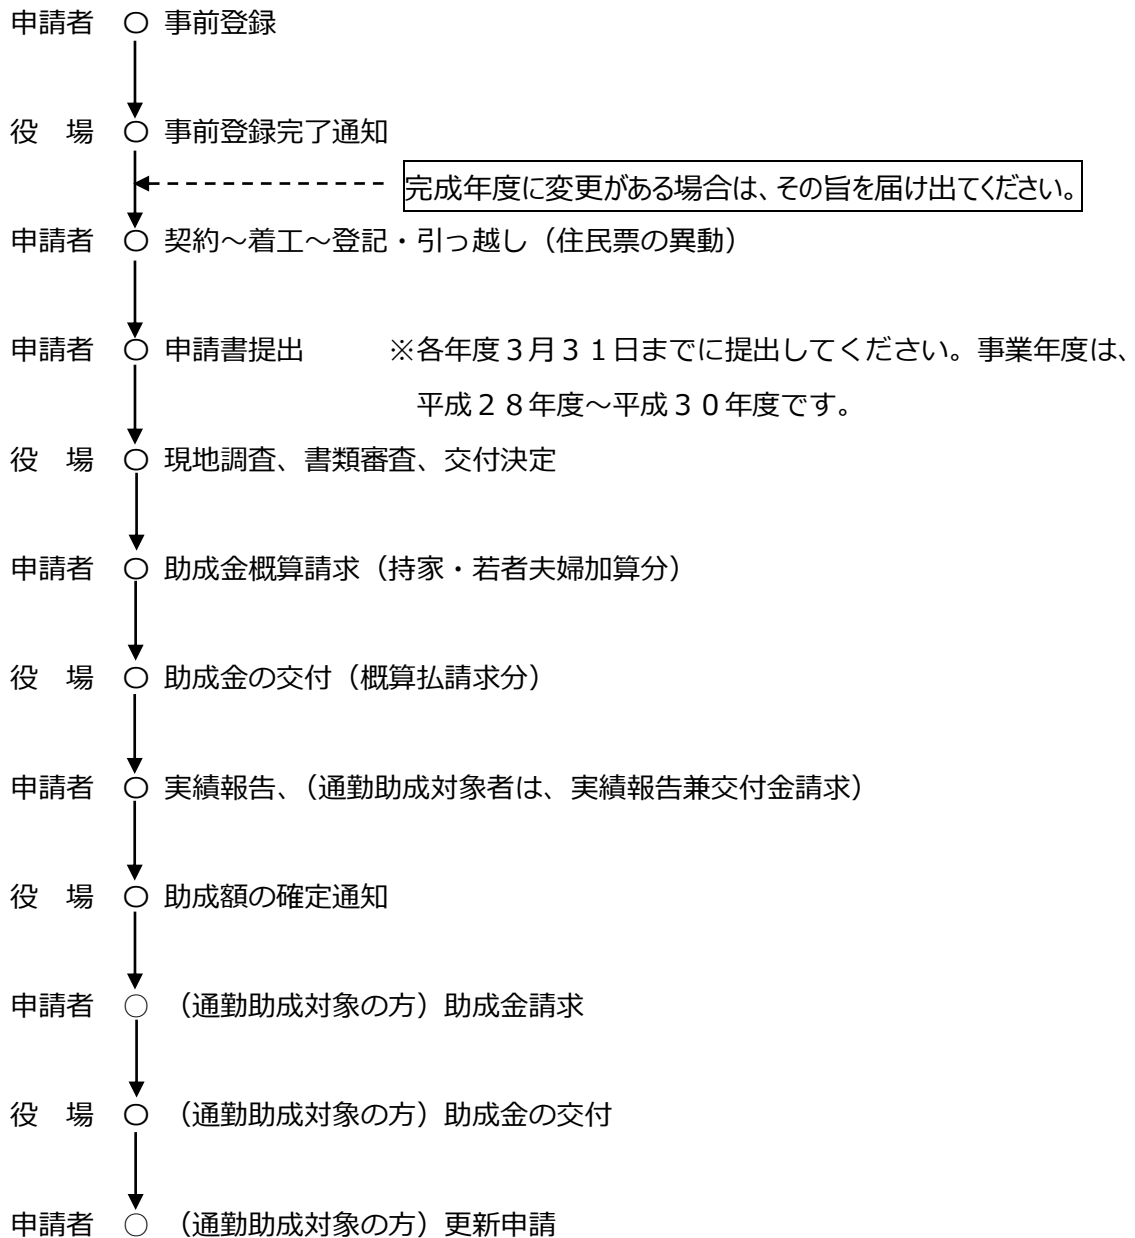 申請者 〇 事前登録
役 場 〇 事前登録完了通知
完成年度に変更がある場合は、その旨を届け出てください。
申請者 〇 契約～着工～登記・引っ越し（住民票の異動）
申請者 〇 申請書提出 ※各年度３月３１日までに提出してください。事業年度は、
平成２８年度～平成３０年度です。
役 場 〇 現地調査、書類審査、交付決定
申請者 〇 助成金概算請求（持家・若者夫婦加算分）
役 場 〇 助成金の交付（概算払請求分）
申請者 〇 実績報告、（通勤助成対象者は、実績報告兼交付金請求）
役 場 〇 助成額の確定通知
申請者 〇 （通勤助成対象の方）助成金請求
役 場 〇 （通勤助成対象の方）助成金の交付
申請者 〇 （通勤助成対象の方）更新申請